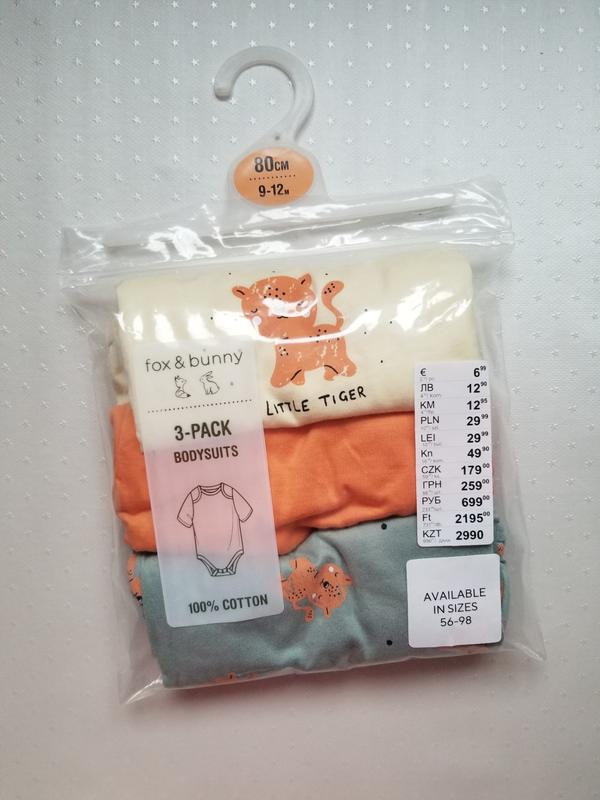 80CM
9-12M
fox & bunny
3-PACK
BODYSUITS
100% COTTON
LITTLE TIGER
€ 6.99
ЛВ 12.90
KM 12.95
PLN 29.99
LEI 29.99
Kn 49.90
CZK 179.00
ГРН 259.00
РУБ 699.00
Ft 2195.00
KZT 2990
AVAILABLE
IN SIZES
56-98